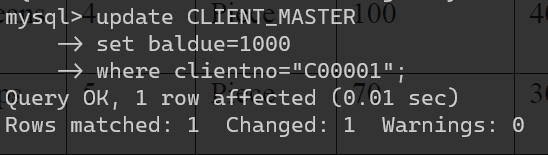 mysql> update CLIENT_MASTER
    -> set baldue=1000
    -> where clientno="C00001";
Query OK, 1 row affected (0.01 sec)
Rows matched: 1  Changed: 1  Warnings: 0